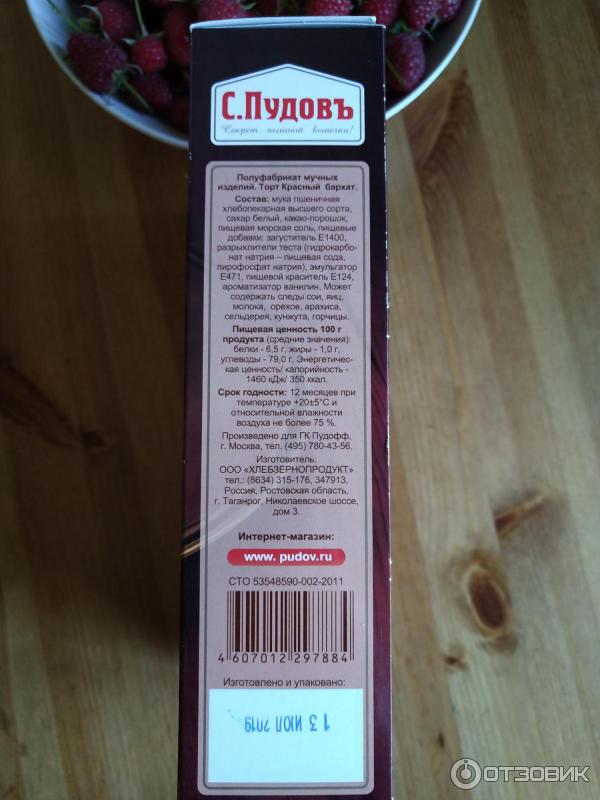 С.Пудовъ
Секрет пышной выпечки!
Полуфабрикат мучных
изделий. Торт Красный бархат.
Состав: мука пшеничная
хлебопекарная высшего сорта,
сахар белый, какао-порошок,
пищевая морская соль, пищевые
добавки: загуститель Е1400,
разрыхлители теста (гидрокарбо-
нат натрия – пищевая сода,
пирофосфат натрия), эмульгатор
Е471, пищевой краситель Е124,
ароматизатор ванилин. Может
содержать следы сои, яиц,
молока, орехов, арахиса,
сельдерея, кунжута, горчицы.
Пищевая ценность 100 г
продукта (средние значения):
белки - 6,5 г, жиры - 1,0 г,
углеводы - 79,0 г. Энергетичес-
кая ценность/ калорийность -
1460 кДж/ 350 ккал.
Срок годности: 12 месяцев при
температуре +20±5°С и
относительной влажности
воздуха не более 75 %.
Произведено для ГК Пудофф,
г. Москва, тел. (495) 780-43-56.
Изготовитель:
ООО «ХЛЕБЗЕРНОПРОДУКТ»
тел.: (8634) 315-176, 347913,
Россия, Ростовская область,
г. Таганрог, Николаевское шоссе,
дом 3.
Интернет-магазин:
www. pudov.ru
СТО 53548590-002-2011
4 607012 297884
Изготовлено и упаковано:
13 ИЮЛ 2019
ОТЗОВИК